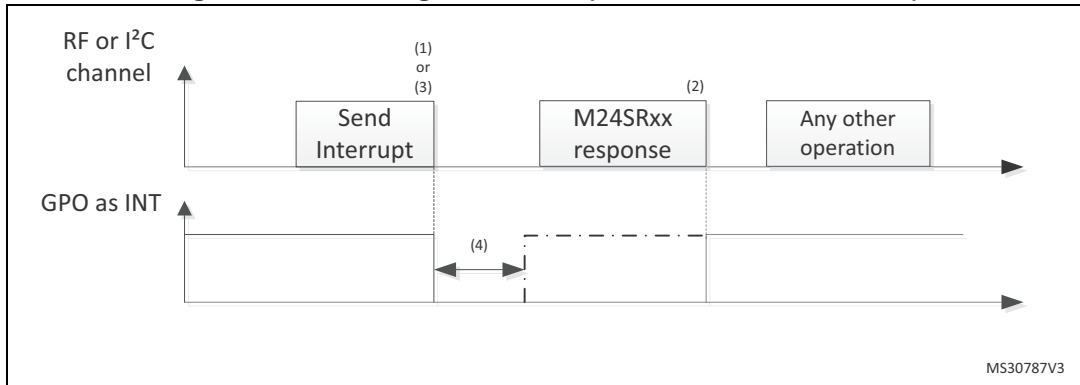 RF or I²C
channel
(1)
or
(3)
(2)
Send
Interrupt
M24SRxx
response
Any other
operation
GPO as INT
(4)
MS30787V3